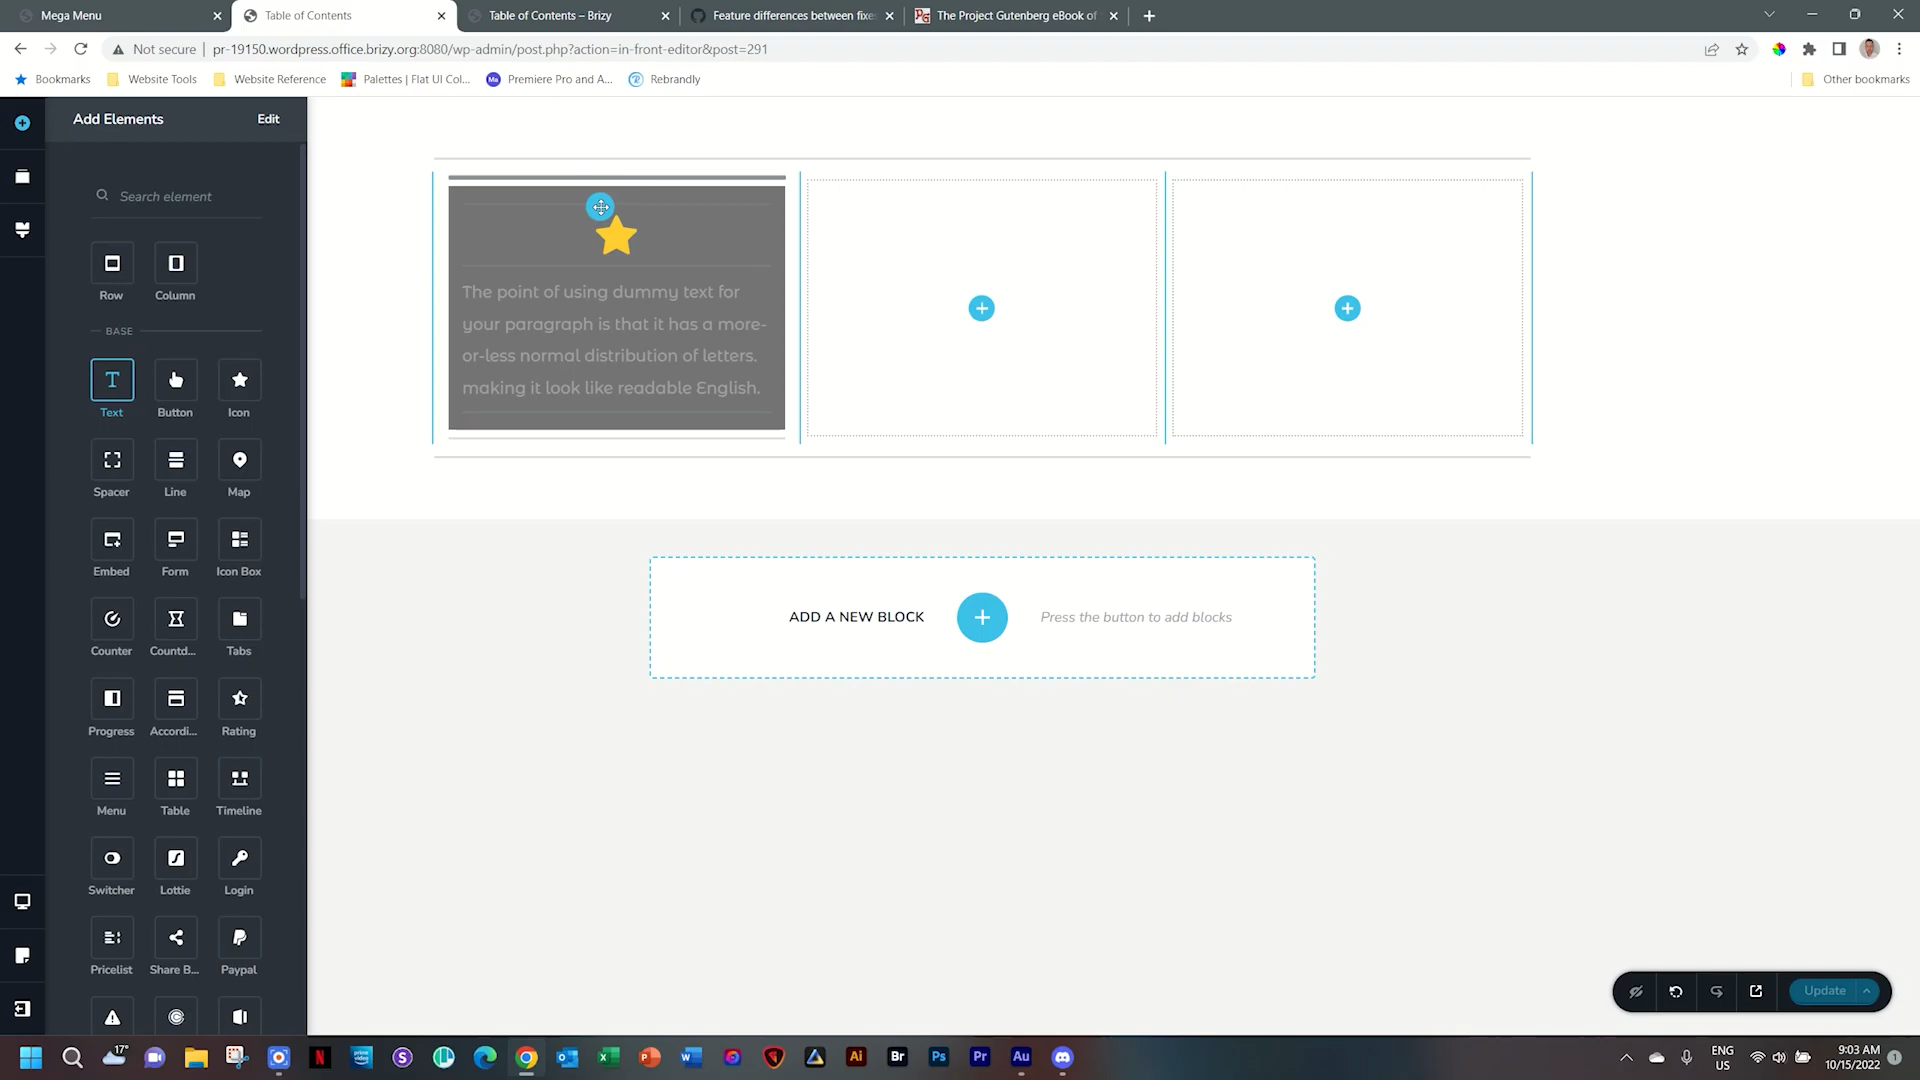 Mega Menu
Table of Contents
Table of Contents – Brizy
Feature differences between fixe
The Project Gutenberg eBook of
Not secure
pr-19150.wordpress.office.brizy.org:8080/wp-admin/post.php?action=in-front-editor&post=291
Bookmarks
Website Tools
Website Reference
Palettes | Flat UI Col...
Premiere Pro and A...
Rebrandly
Other bookmarks
Add Elements
Edit
Search element
Row
Column
BASE
Text
Button
Icon
Spacer
Line
Map
Embed
Form
Icon Box
Counter
Countd...
Tabs
Progress
Accordi...
Rating
Menu
Table
Timeline
Switcher
Lottie
Login
Pricelist
Share B...
Paypal
The point of using dummy text for
your paragraph is that it has a more-
or-less normal distribution of letters.
making it look like readable English.
ADD A NEW BLOCK
Press the button to add blocks
Update
17°
ENG
US
9:03 AM
10/15/2022
1